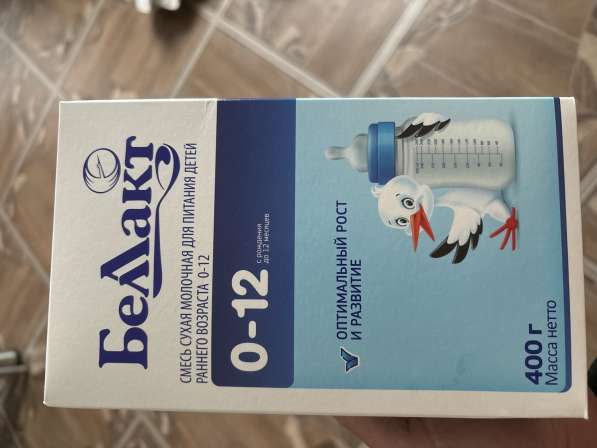 Беллакт
СМЕСЬ СУХАЯ МОЛОЧНАЯ ДЛЯ ПИТАНИЯ ДЕТЕЙ
РАННЕГО ВОЗРАСТА 0-12
0-12
с рождения
до 12 месяцев
ОПТИМАЛЬНЫЙ РОСТ
И РАЗВИТИЕ
400 г
Масса нетто